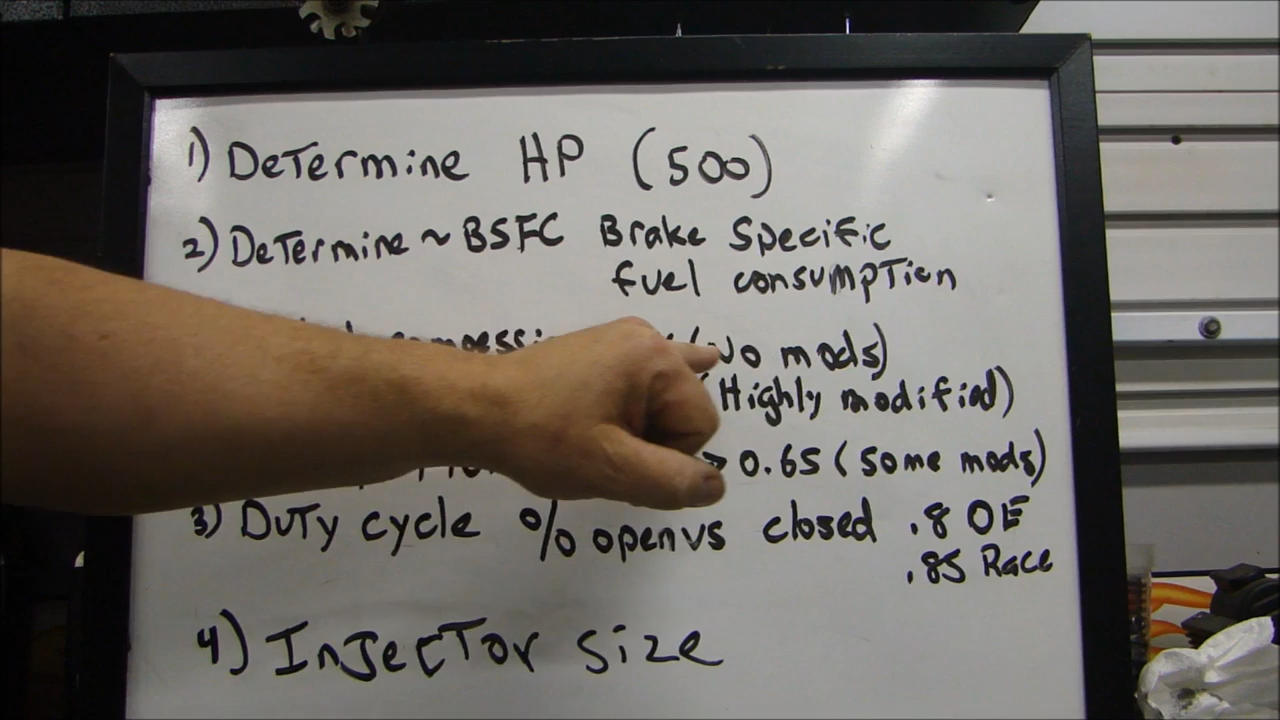 1) Determine HP (500)
2) Determine ~ BSFC Brake Specific
fuel consumption
(No mods)
(Highly modified)
0.65 (some mods)
3) Duty cycle % open vs closed .8 OE
.85 Race
4) Injector size